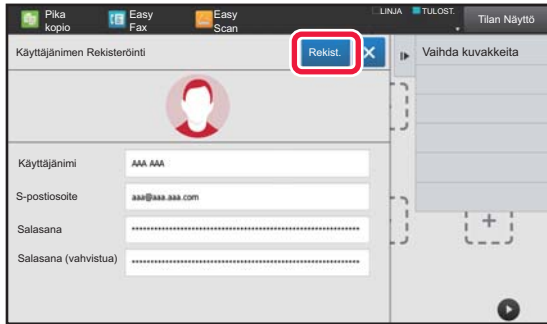 Pika kopio
Easy Fax
Easy Scan
LINJA
TULOST.
Tilan Näyttö
Käyttäjänimen Rekisteröinti
Rekist.
Vaihda kuvakkeita
Käyttäjänimi
AAA AAA
S-postiosoite
aaa@aaa.aaa.com
Salasana
Salasana (vahvistua)